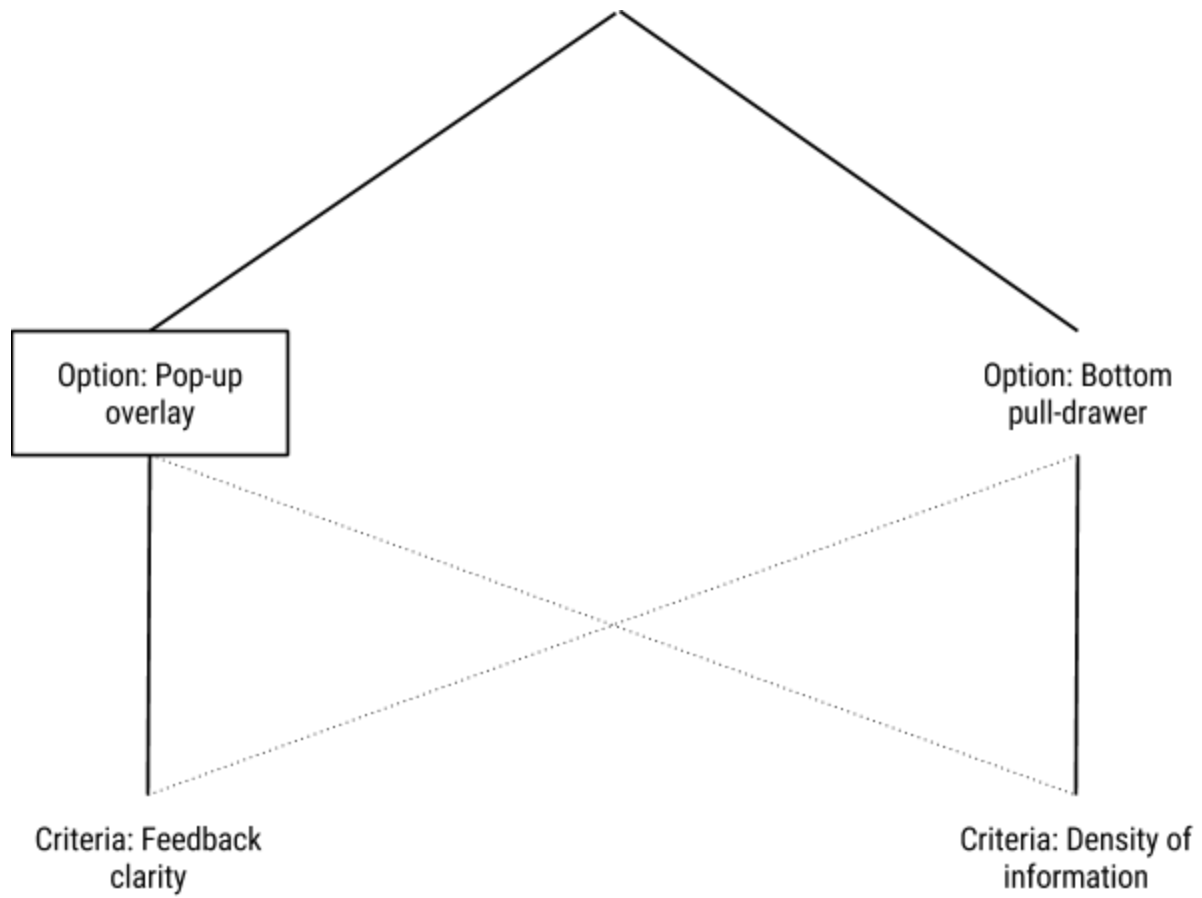 Option: Pop-up
overlay
Option: Bottom
pull-drawer
Criteria: Feedback
clarity
Criteria: Density of
information